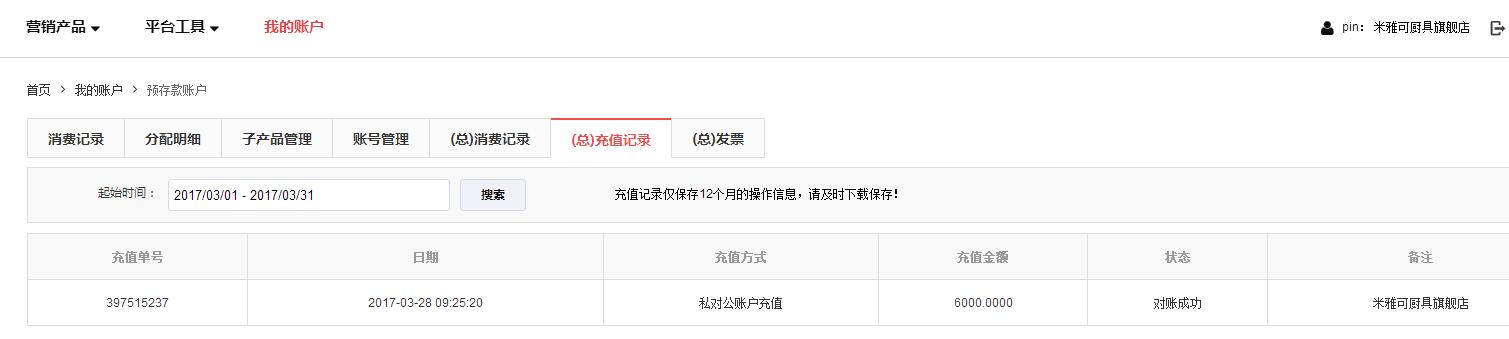 营销产品 平台工具 我的账户 pin: 米雅可厨具旗舰店
首页 > 我的账户 > 预存款账户
消费记录 分配明细 子产品管理 账号管理 (总)消费记录 (总)充值记录 (总)发票
起始时间： 2017/03/01 - 2017/03/31 搜索 充值记录仅保存12个月的操作信息，请及时下载保存！
充值单号 日期 充值方式 充值金额 状态 备注
397515237 2017-03-28 09:25:20 私对公账户充值 6000.0000 对账成功 米雅可厨具旗舰店